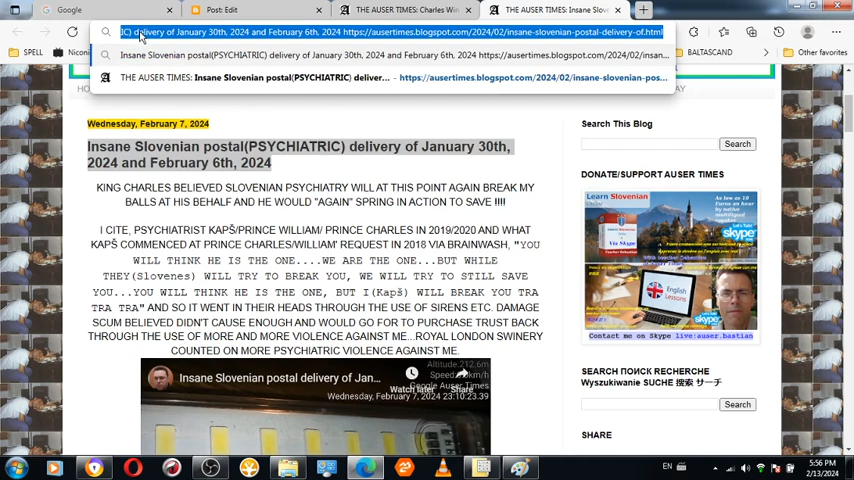 Google
Post: Edit
THE AUSER TIMES: Charles Win
THE AUSER TIMES: Insane Slove
IC) delivery of January 30th, 2024 and February 6th, 2024 https://ausertimes.blogspot.com/2024/02/insane-slovenian-postal-delivery-of.html
SPELL
BALTASCAND
Other favorites
Insane Slovenian postal(PSYCHIATRIC) delivery of January 30th, 2024 and February 6th, 2024 https://ausertimes.blogspot.com/2024/02/insan...
THE AUSER TIMES: Insane Slovenian postal(PSYCHIATRIC) deliver... - https://ausertimes.blogspot.com/2024/02/insane-slovenian-pos...
Wednesday, February 7, 2024
Insane Slovenian postal(PSYCHIATRIC) delivery of January 30th,
2024 and February 6th, 2024
KING CHARLES BELIEVED SLOVENIAN PSYCHIATRY WILL AT THIS POINT AGAIN BREAK MY
BALLS AT HIS BEHALF AND HE WOULD "AGAIN" SPRING IN ACTION TO SAVE !!!!
I CITE, PSYCHIATRIST KAPŠ/PRINCE WILLIAM/ PRINCE CHARLES IN 2019/2020 AND WHAT
KAPŠ COMMENCED AT PRINCE CHARLES/WILLIAM' REQUEST IN 2018 VIA BRAINWASH, "YOU
WILL THINK HE IS THE ONE....WE ARE THE ONE...BUT WHILE
THEY(Slovenes) WILL TRY TO BREAK YOU, WE WILL TRY TO STILL SAVE
YOU...YOU WILL THINK HE IS THE ONE, BUT I(Kapš) WILL BREAK YOU TRA
TRA TRA" AND SO IT WENT IN THEIR HEADS THROUGH THE USE OF SIRENS ETC. DAMAGE
SCUM BELIEVED DIDN'T CAUSE ENOUGH AND WOULD GO FOR TO PURCHASE TRUST BACK
THROUGH THE USE OF MORE AND MORE VIOLENCE AGAINST ME...ROYAL LONDON SWINERY
COUNTED ON MORE PSYCHIATRIC VIOLENCE AGAINST ME.
Insane Slovenian postal delivery of Jan...
Watch later
Share
Altitude:212.6m
Google Auser Times
Wednesday, February 7, 2024 23:10:23.39
Search This Blog
Search
DONATE/SUPPORT AUSER TIMES
Learn Slovenian
Via Skype
Let's Talk
skype
English
Lessons
skype
Contact me on Skype live:auser.bastian
SEARCH ПОИСК RECHERCHE
Wyszukiwanie SUCHE 搜索 サーチ
Search
SHARE
EN
5:56 PM
2/13/2024